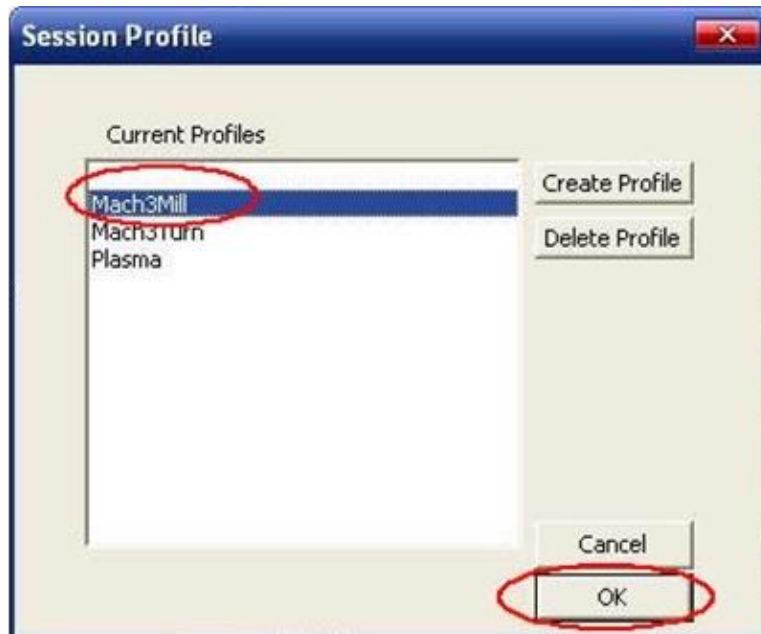 Session Profile
Current Profiles
Create Profile
Mach3Mill
Mach3Turn
Delete Profile
Plasma
Cancel
OK